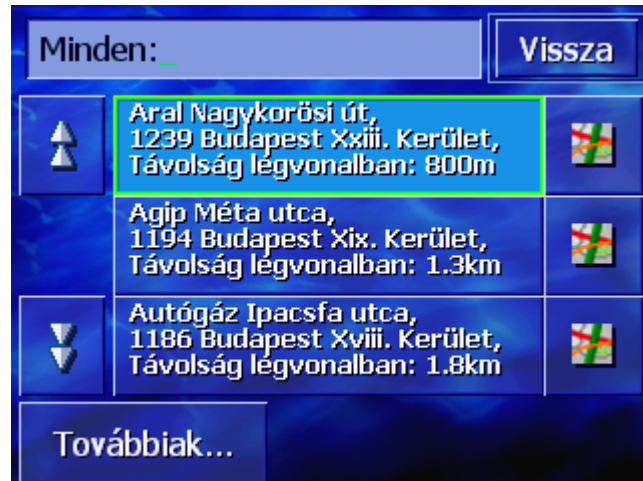 Minden:_
Vissza
Aral Nagykorösi út,
1239 Budapest Xxiii. Kerület,
Távolság légvonalban: 800m
Agip Méta utca,
1194 Budapest Xix. Kerület,
Távolság légvonalban: 1.3km
Autógáz Ipacsfa utca,
1186 Budapest Xviii. Kerület,
Távolság légvonalban: 1.8km
Továbbiak...